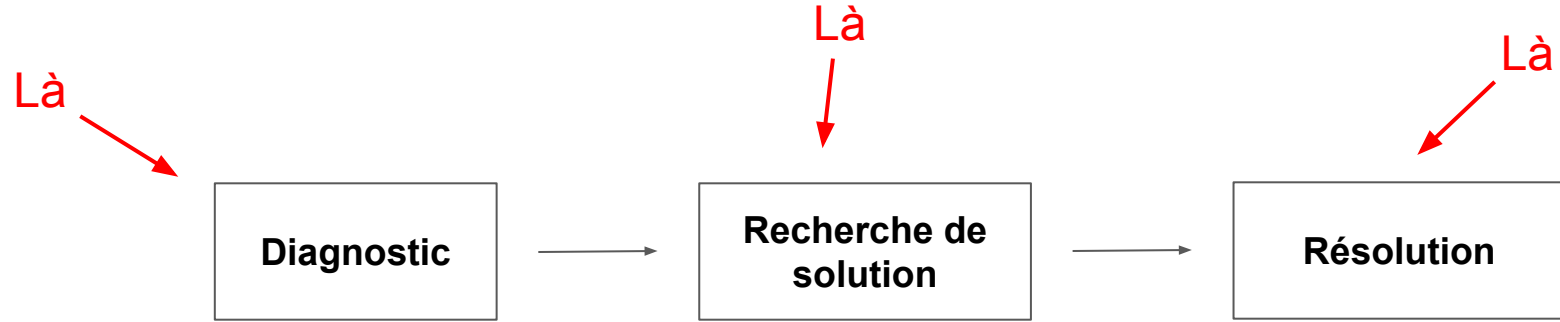 Là
Là
Là
Diagnostic
Recherche de
solution
Résolution